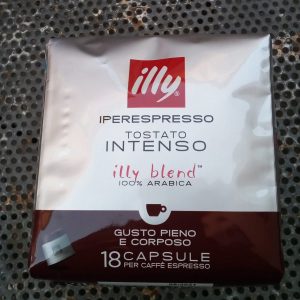 illy
IPERESPRESSO
TOSTATO
INTENSO
illy blend™
100% ARABICA
GUSTO PIENO
E CORPOSO
18 CAPSULE
PER CAFFÈ ESPRESSO